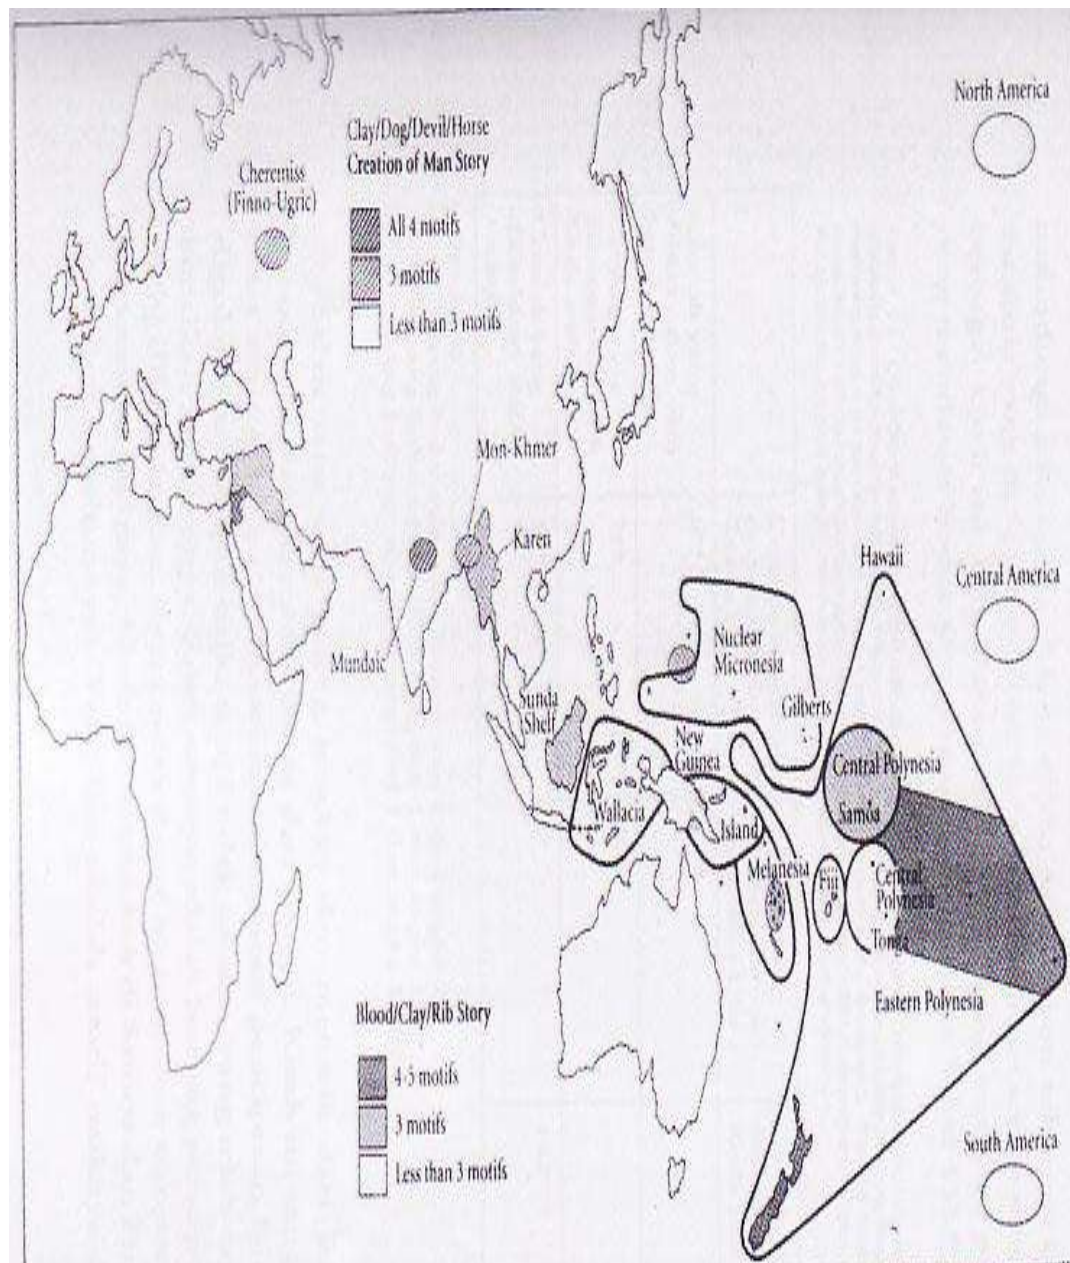 North America
Clay/Dog/Devil/Horse
Creation of Man Story
All 4 motifs
3 motifs
Less than 3 motifs
Cheremiss
(Finno-Ugric)
Mon-Khmer
Karen
Mundaic
Hawaii
Central America
Nuclear
Micronesia
Gilberts
Sunda
Shelf
New
Guinea
Wallacia
Island
Melanesia
Central Polynesia
Samoa
Fiji
Central
Polynesia
Tonga
Eastern Polynesia
Blood/Clay/Rib Story
4-5 motifs
3 motifs
Less than 3 motifs
South America